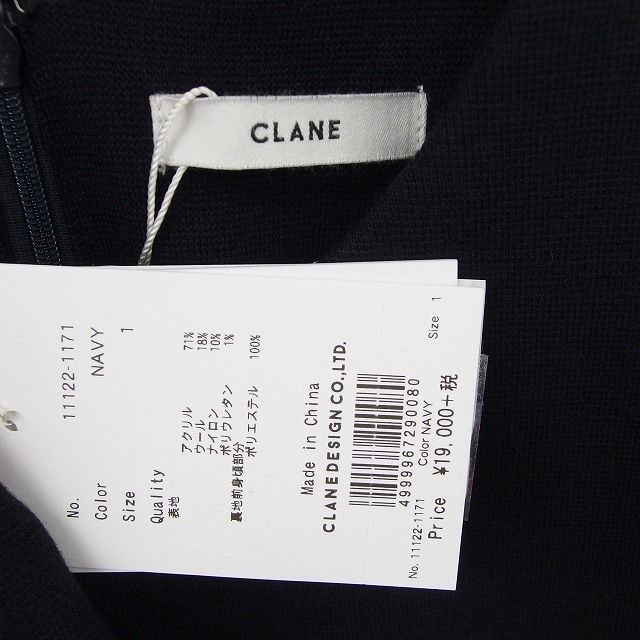 CLANE
No. 11122-1171
Color NAVY
Size 1
Quality
表地 アクリル 71%
ウール 18%
ナイロン 10%
ポリウレタン 1%
裏地前身頃部分 ポリエステル 100%
Made in China
CLANE DESIGN CO., LTD.
4999967290080
No. 11122-1171 Color NAVY Size 1
Price ¥19,000+税